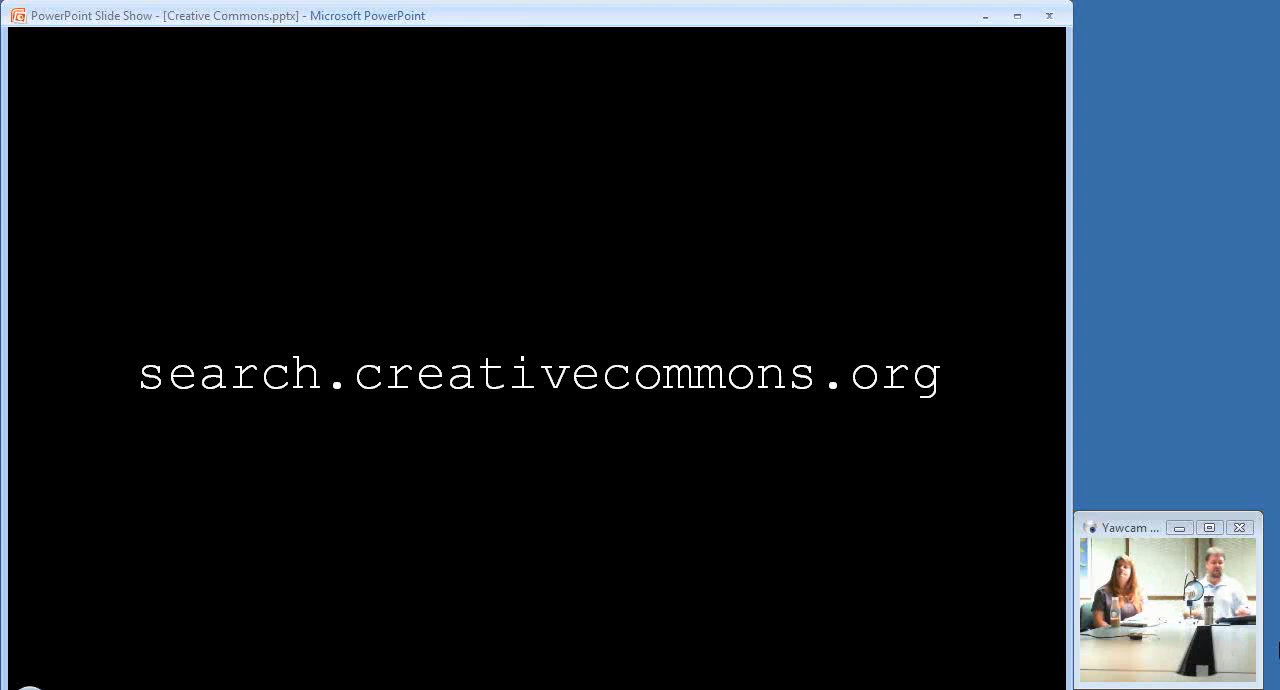 PowerPoint Slide Show - [Creative Commons.pptx] - Microsoft PowerPoint
search.creativecommons.org
Yawcam ...